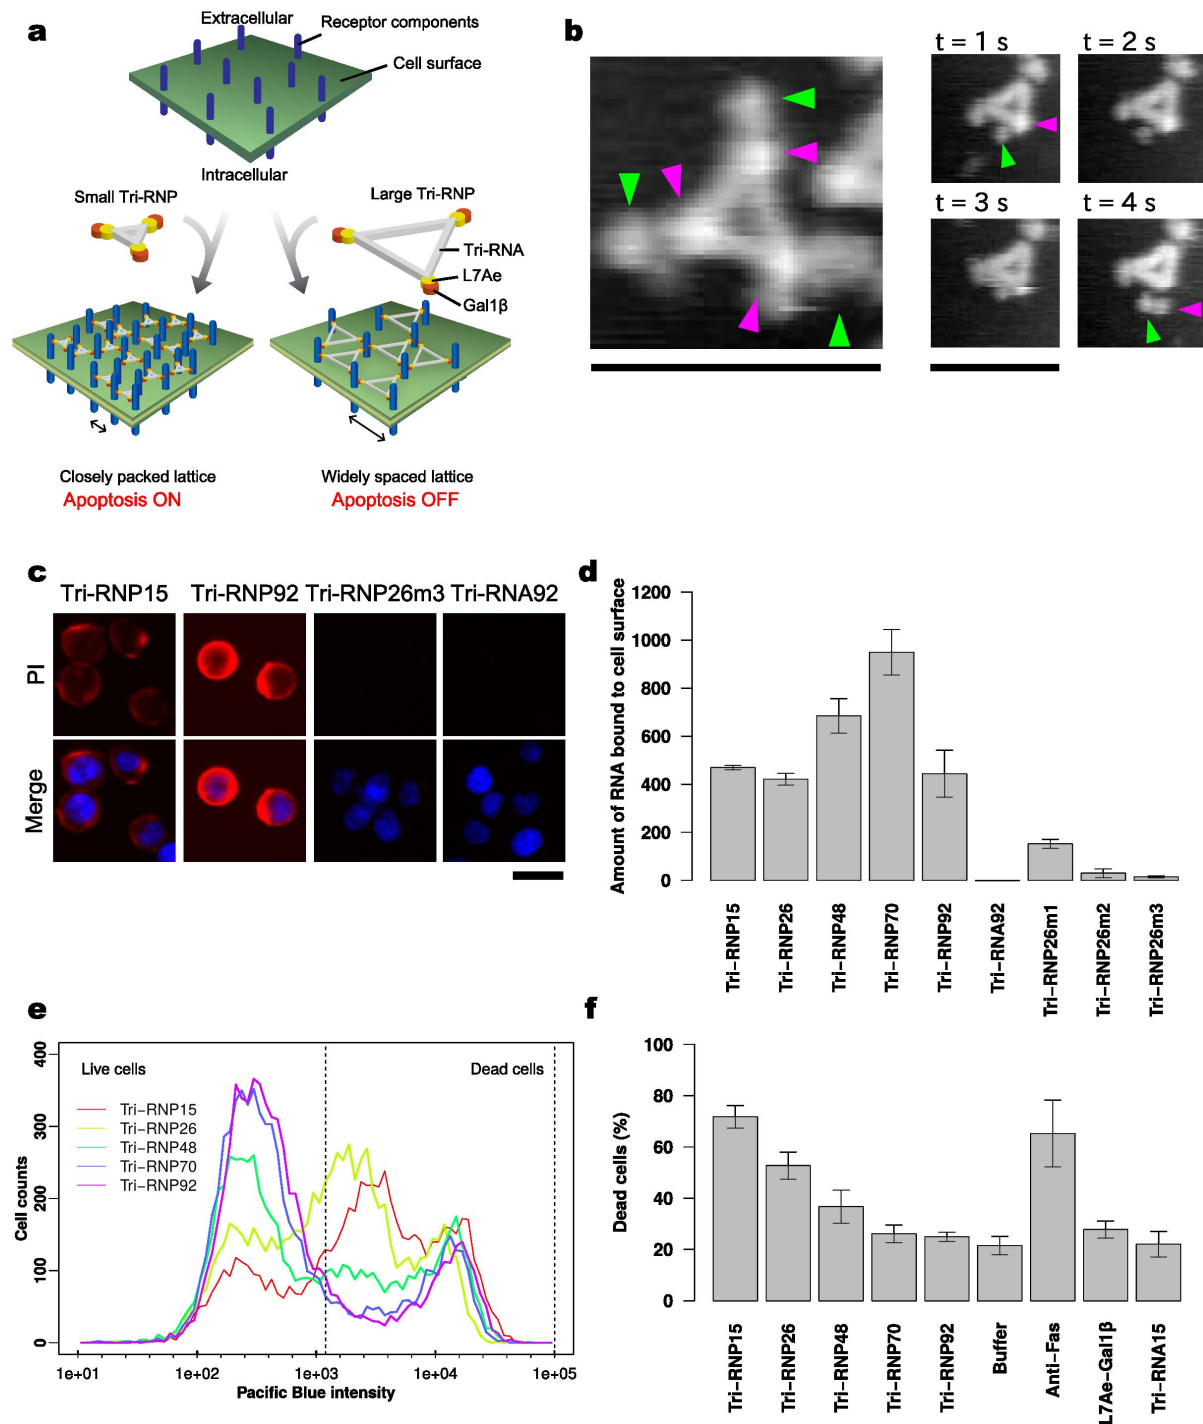 a
Extracellular
Receptor components
Cell surface
Intracellular
Small Tri-RNP
Large Tri-RNP
Tri-RNA
L7Ae
Gal1β
Closely packed lattice
Apoptosis ON
Widely spaced lattice
Apoptosis OFF
b
t = 1 s
t = 2 s
t = 3 s
t = 4 s
c
Tri-RNP15
Tri-RNP92
Tri-RNP26m3
Tri-RNA92
PI
Merge
d
Amount of RNA bound to cell surface
1200
1000
800
600
400
200
0
Tri−RNP15
Tri−RNP26
Tri−RNP48
Tri−RNP70
Tri−RNP92
Tri−RNA92
Tri−RNP26m1
Tri−RNP26m2
Tri−RNP26m3
e
Cell counts
400
300
200
100
0
Live cells
Dead cells
Tri−RNP15
Tri−RNP26
Tri−RNP48
Tri−RNP70
Tri−RNP92
1e+01
1e+02
1e+03
1e+04
1e+05
Pacific Blue intensity
f
Dead cells (%)
100
80
60
40
20
0
Tri−RNP15
Tri−RNP26
Tri−RNP48
Tri−RNP70
Tri−RNP92
Buffer
Anti−Fas
L7Ae−Gal1β
Tri−RNA15